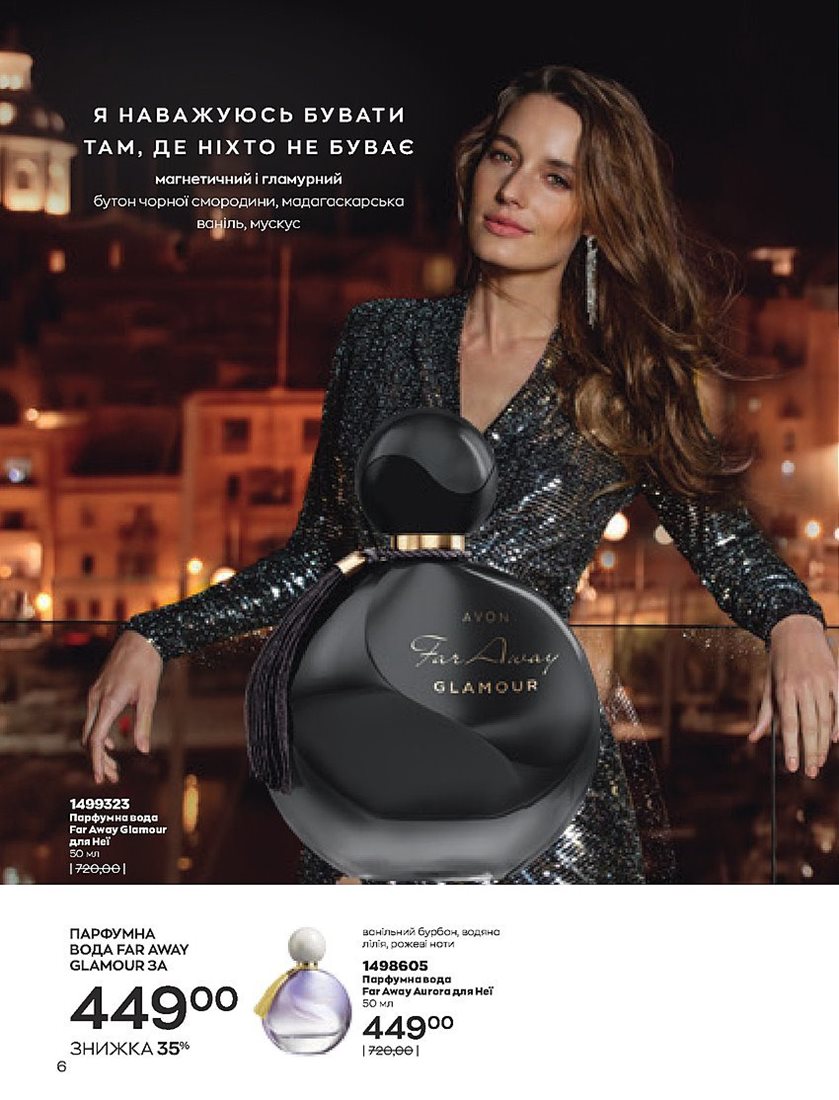 Я НАВАЖУЮСЬ БУВАТИ
ТАМ, ДЕ НІХТО НЕ БУВАЄ
магнетичний і гламурний
бутон чорної смородини, мадагаскарська
ваніль, мускус
AVON
Far Away
GLAMOUR
1499323
Парфумна вода
Far Away Glamour
для Неї
50 мл
| 720,00 |
ПАРФУМНА
ВОДА FAR AWAY
GLAMOUR ЗА
449⁰⁰
ЗНИЖКА 35%
ванільний бурбон, водяна
лілія, рожеві ноти
1498605
Парфумна вода
Far Away Aurora для Неї
50 мл
449⁰⁰
| 720,00 |
6